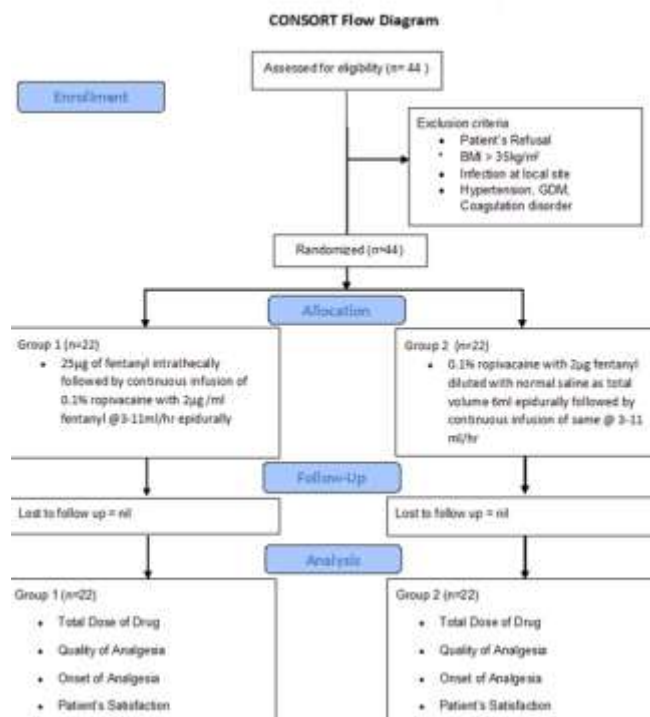 CONSORT Flow Diagram
Assessed for eligibility (n= 44 )
Enrollment
Exclusion criteria
• Patient's Refusal
• BMI > 35kg/m²
• Infection at local site
• Hypertension, GDM,
Coagulation disorder
Randomized (n=44)
Allocation
Group 1 (n=22)
• 25µg of fentanyl intrathecally
followed by continuous infusion of
0.1% ropivacaine with 2µg /ml
fentanyl @3-11ml/hr epidurally
Group 2 (n=22)
• 0.1% ropivacaine with 2µg fentanyl
diluted with normal saline as total
volume 6ml epidurally followed by
continuous infusion of same @ 3-11
ml/hr
Follow-Up
Lost to follow up = nil
Lost to follow up = nil
Analysis
Group 1 (n=22)
• Total Dose of Drug
• Quality of Analgesia
• Onset of Analgesia
• Patient's Satisfaction
Group 2 (n=22)
• Total Dose of Drug
• Quality of Analgesia
• Onset of Analgesia
• Patient's Satisfaction